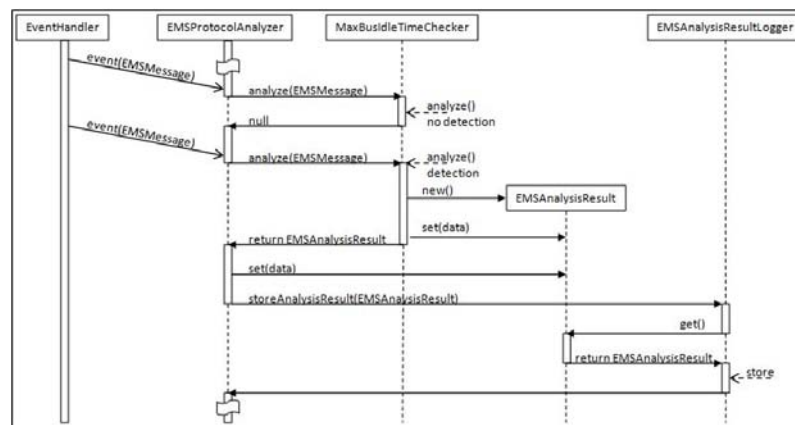 EventHandler
EMSProtocolAnalyzer
MaxBusIdleTimeChecker
EMSAnalysisResultLogger
event(EMSMessage)
analyze(EMSMessage)
analyze()
no detection
null
event(EMSMessage)
analyze(EMSMessage)
analyze()
detection
new()
EMSAnalysisResult
set(data)
return EMSAnalysisResult
set(data)
storeAnalysisResult(EMSAnalysisResult)
get()
return EMSAnalysisResult
store